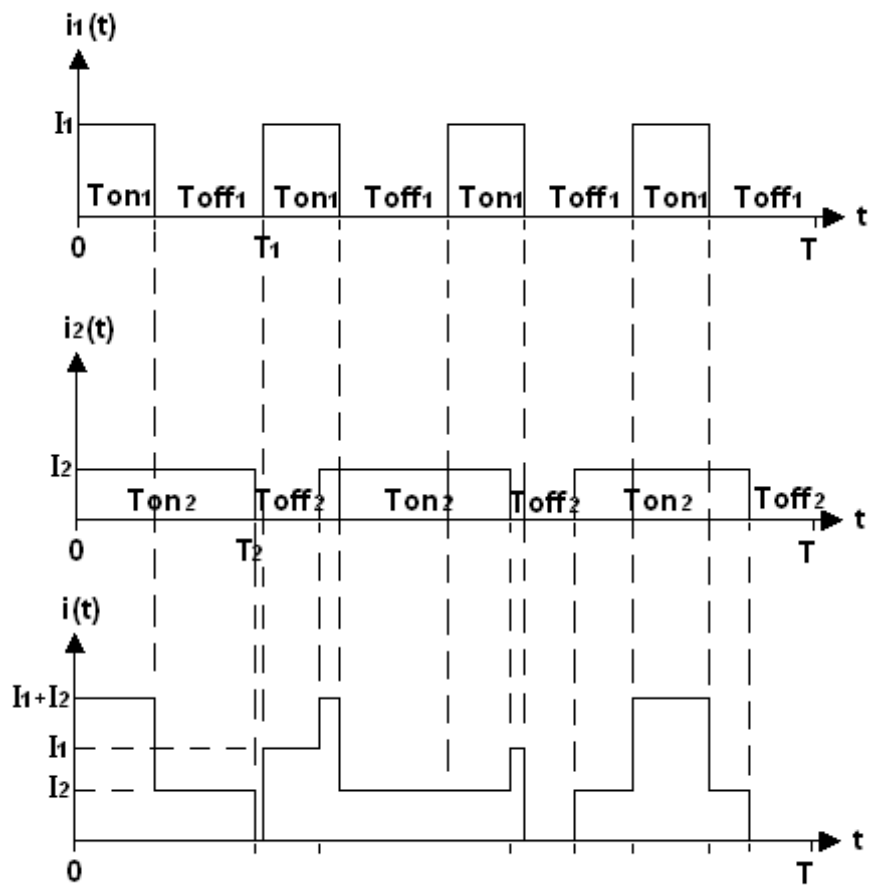 i1(t)
I1
Ton1 Toff1 Ton1 Toff1 Ton1 Toff1 Ton1 Toff1
t
0 T1 T
i2(t)
I2
Ton2 Toff2 Ton2 Toff2 Ton2 Toff2
t
0 T2 T
i(t)
I1+I2
I1
I2
t
0 T